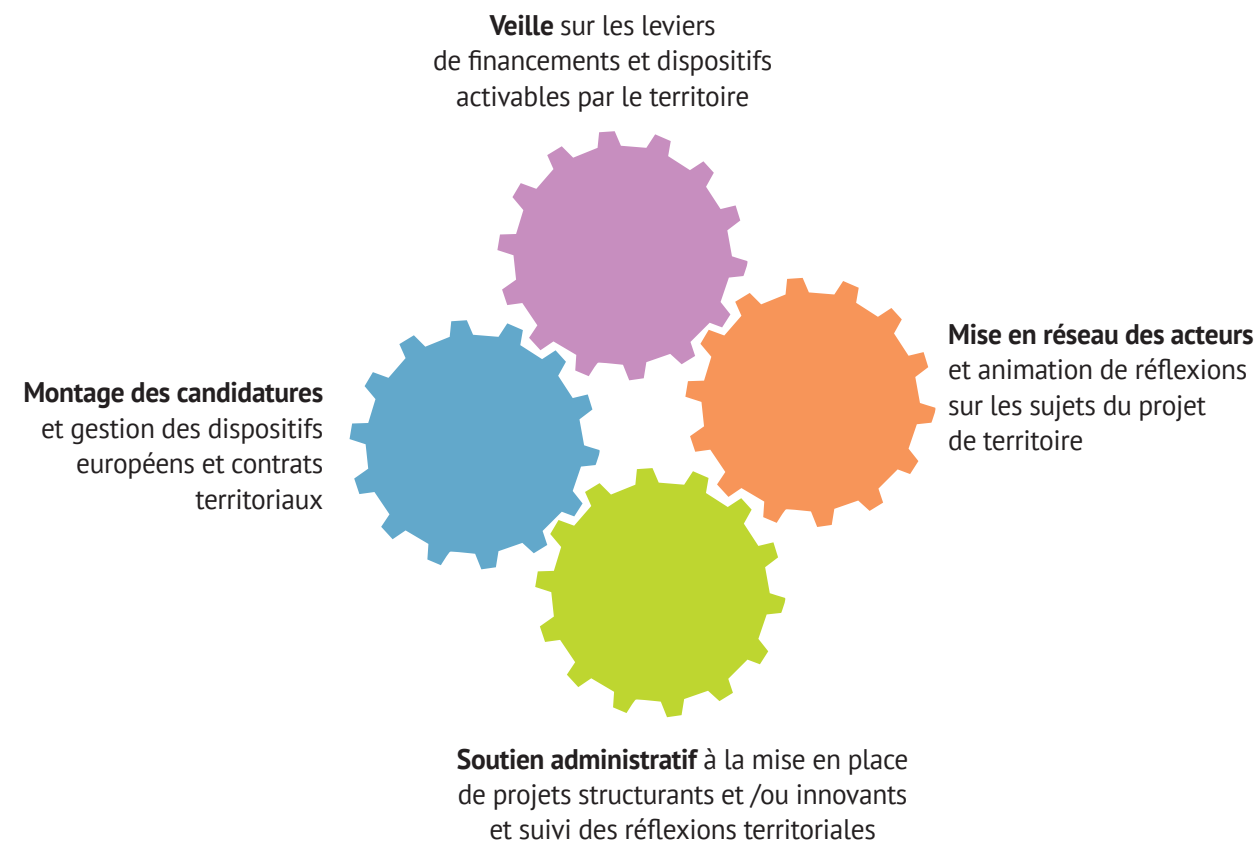 Veille sur les leviers
de financements et dispositifs
activables par le territoire
Mise en réseau des acteurs
et animation de réflexions
sur les sujets du projet
de territoire
Montage des candidatures
et gestion des dispositifs
européens et contrats
territoriaux
Soutien administratif à la mise en place
de projets structurants et /ou innovants
et suivi des réflexions territoriales